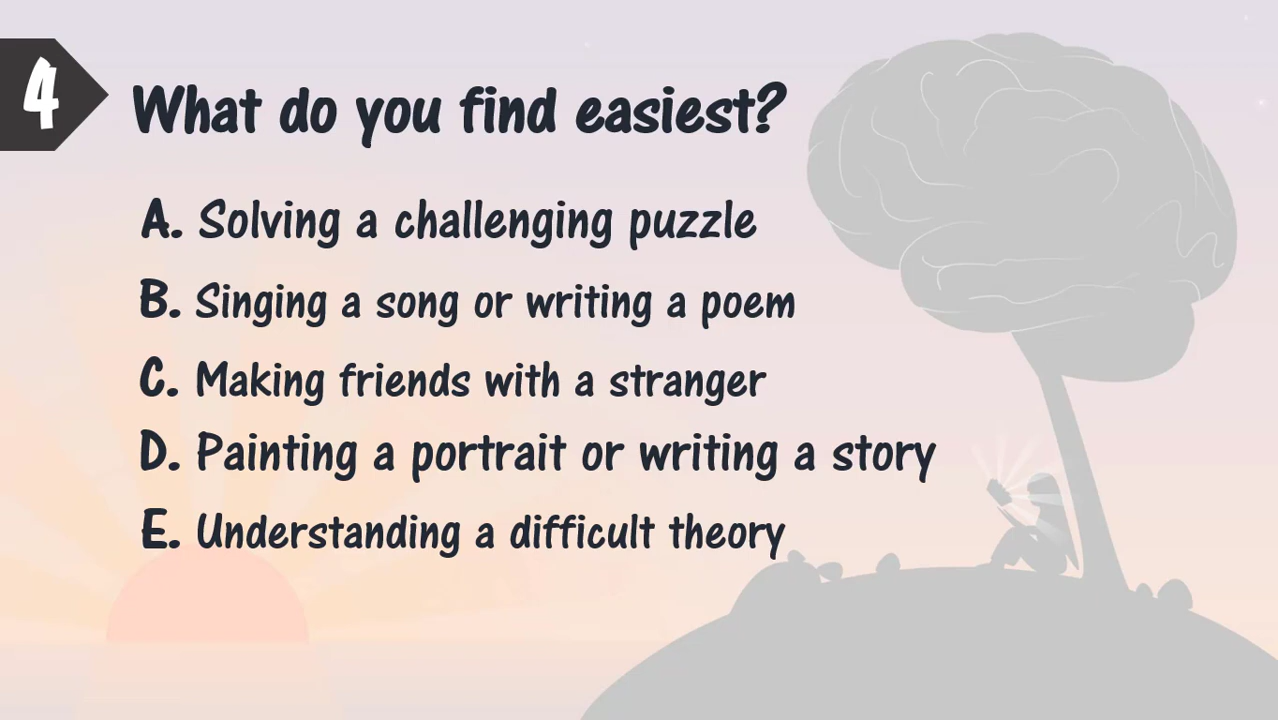 4
What do you find easiest?
A. Solving a challenging puzzle
B. Singing a song or writing a poem
C. Making friends with a stranger
D. Painting a portrait or writing a story
E. Understanding a difficult theory